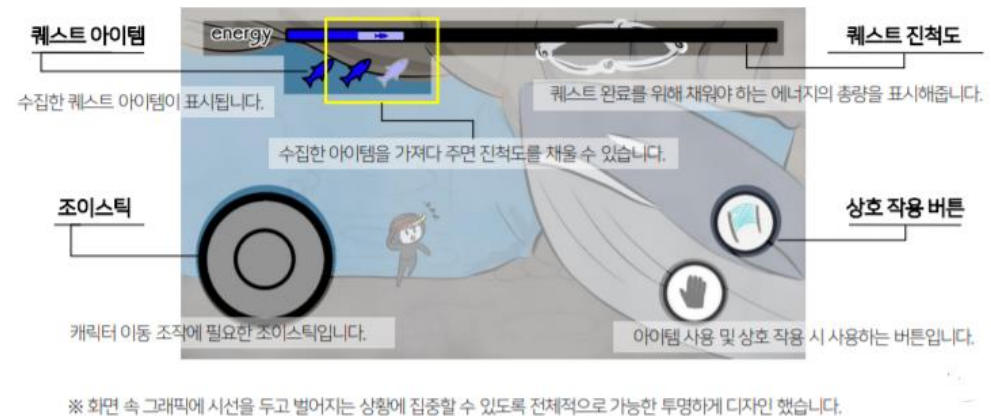 퀘스트 아이템
energy
퀘스트 진척도
수집한 퀘스트 아이템이 표시됩니다.
퀘스트 완료를 위해 채워야 하는 에너지의 총량을 표시해줍니다.
수집한 아이템을 가져다 주면 진척도를 채울 수 있습니다.
조이스틱
상호 작용 버튼
캐릭터 이동 조작에 필요한 조이스틱입니다.
아이템 사용 및 상호 작용 시 사용하는 버튼입니다.
※ 화면 속 그래픽에 시선을 두고 벌어지는 상황에 집중할 수 있도록 전체적으로 가능한 투명하게 디자인 했습니다.